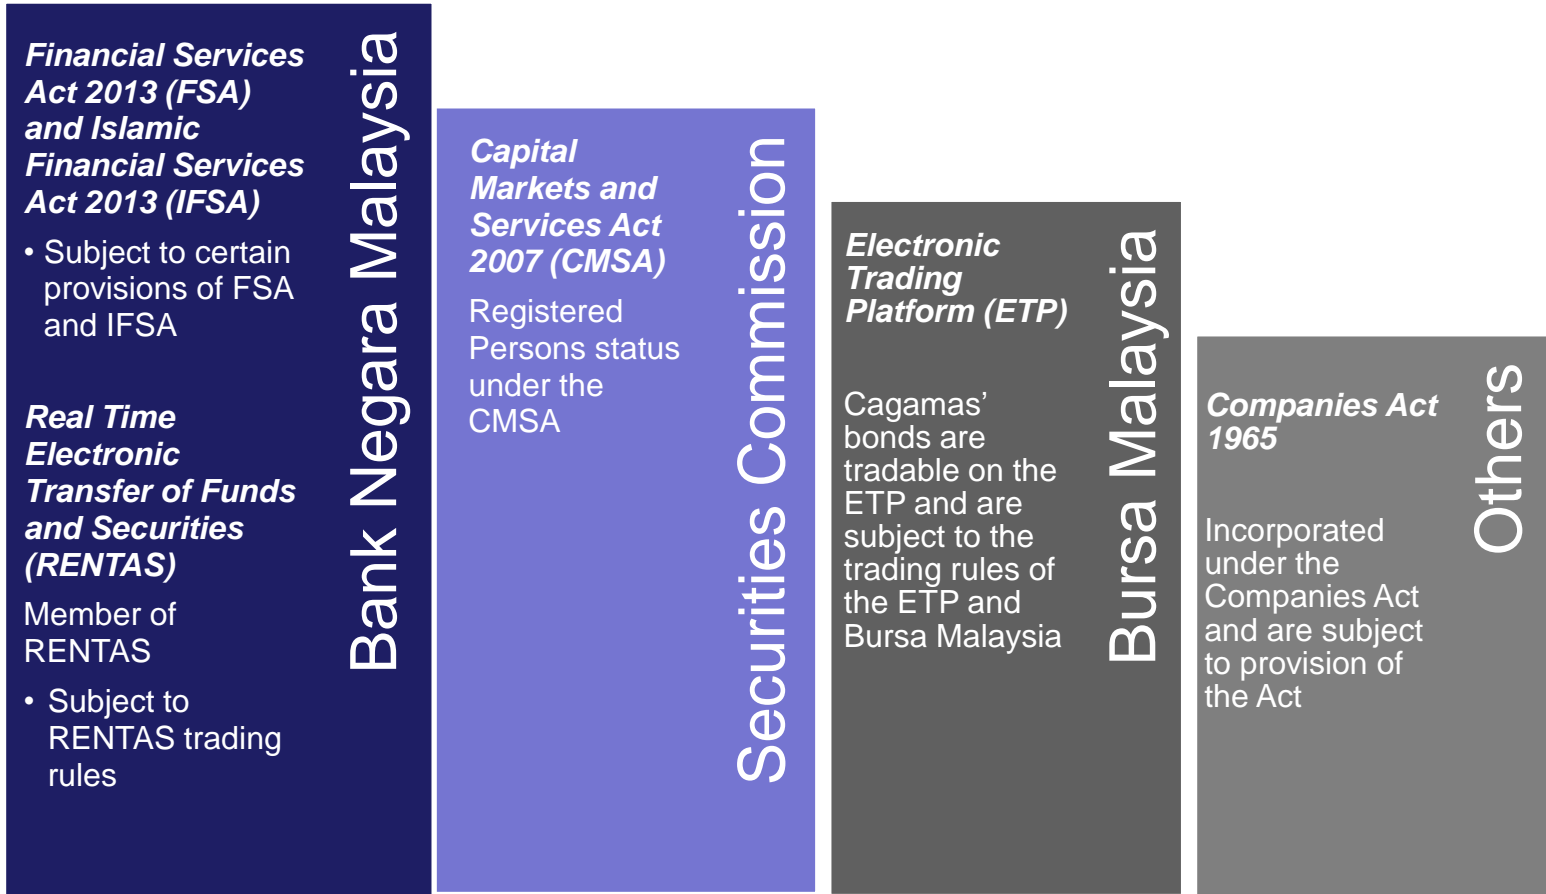 Financial Services
Act 2013 (FSA)
and Islamic
Financial Services
Act 2013 (IFSA)
• Subject to certain
provisions of FSA
and IFSA
Real Time
Electronic
Transfer of Funds
and Securities
(RENTAS)
Member of
RENTAS
• Subject to
RENTAS trading
rules
Bank Negara Malaysia
Capital
Markets and
Services Act
2007 (CMSA)
Registered
Persons status
under the
CMSA
Securities Commission
Electronic
Trading
Platform (ETP)
Cagamas’
bonds are
tradable on the
ETP and are
subject to the
trading rules of
the ETP and
Bursa Malaysia
Bursa Malaysia
Companies Act
1965
Incorporated
under the
Companies Act
and are subject
to provision of
the Act
Others